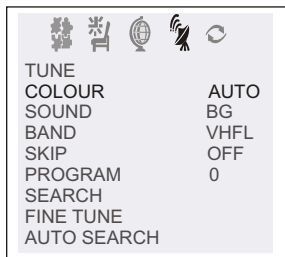 TUNE
COLOUR AUTO
SOUND BG
BAND VHFL
SKIP OFF
PROGRAM 0
SEARCH
FINE TUNE
AUTO SEARCH